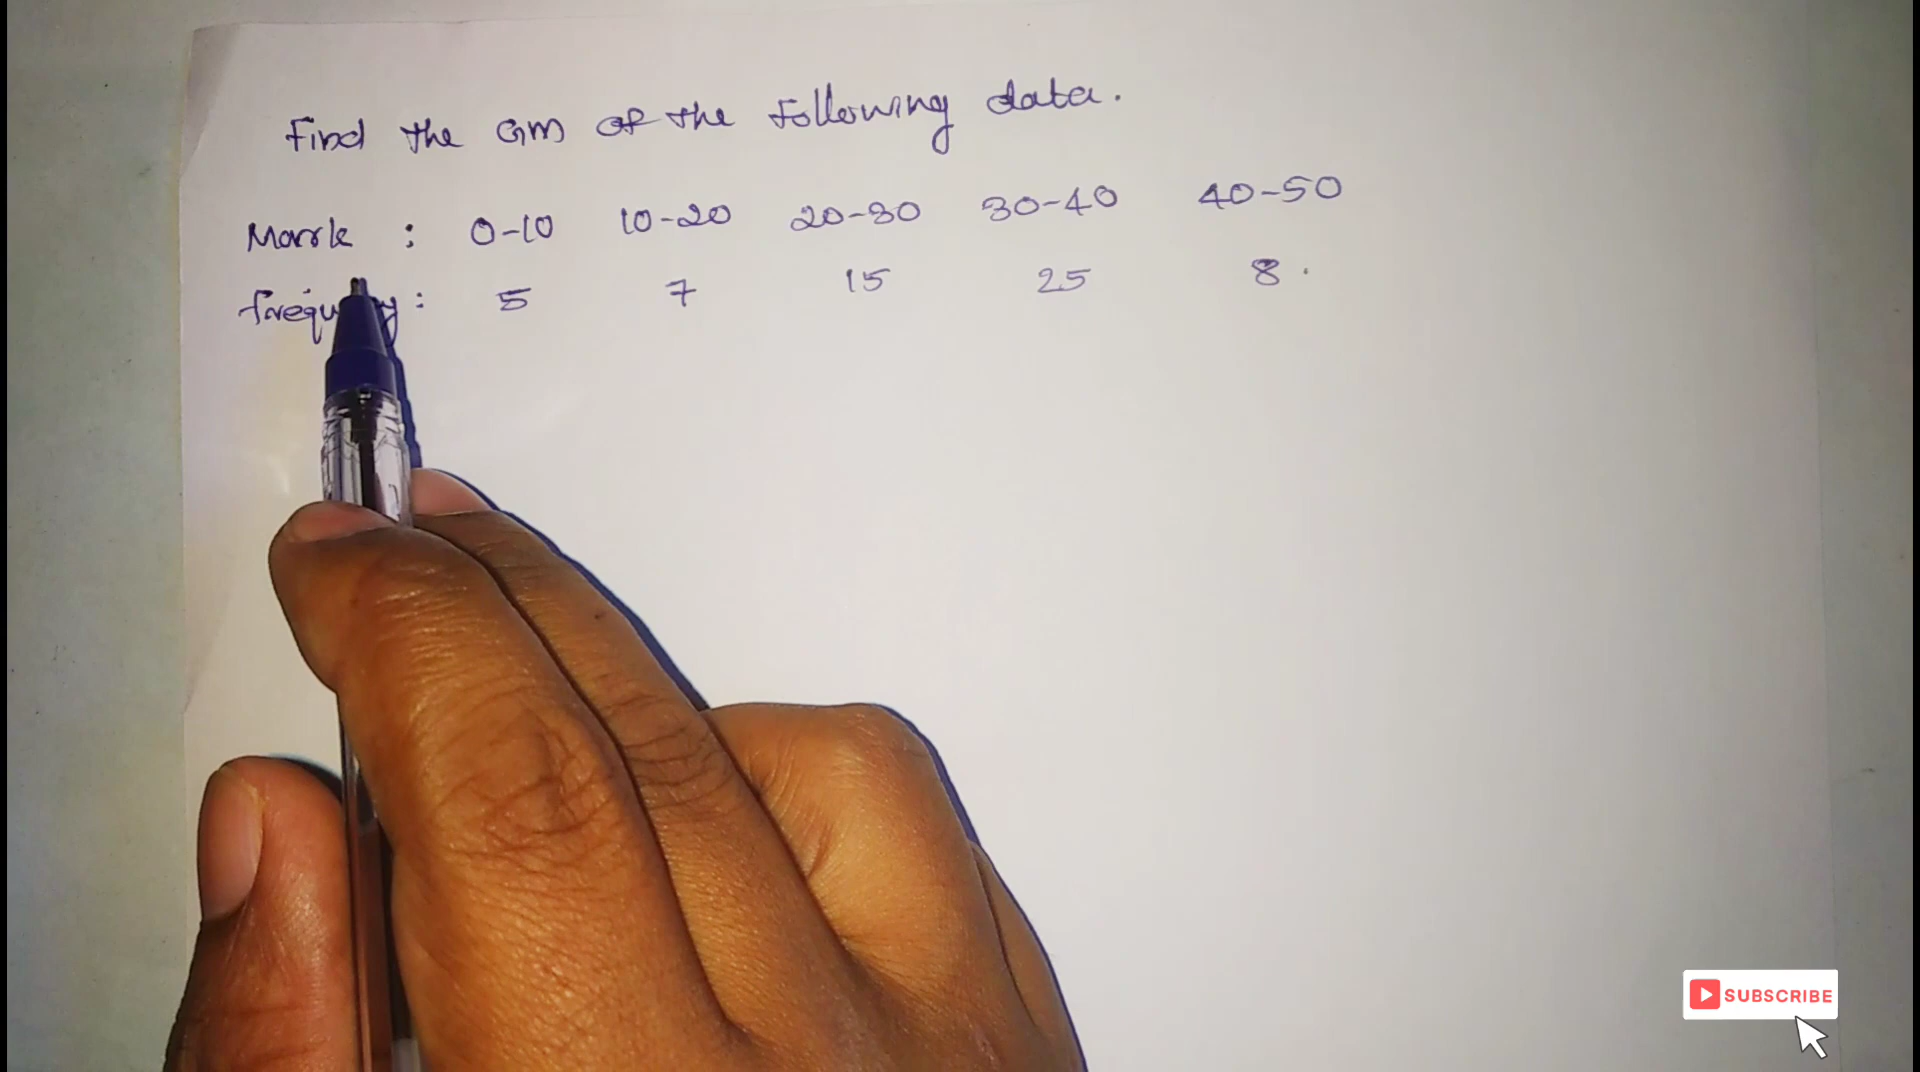 Find the GM of the following data.
Mark : 0-10 10-20 20-30 30-40 40-50
: 5 7 15 25 8.
SUBSCRIBE